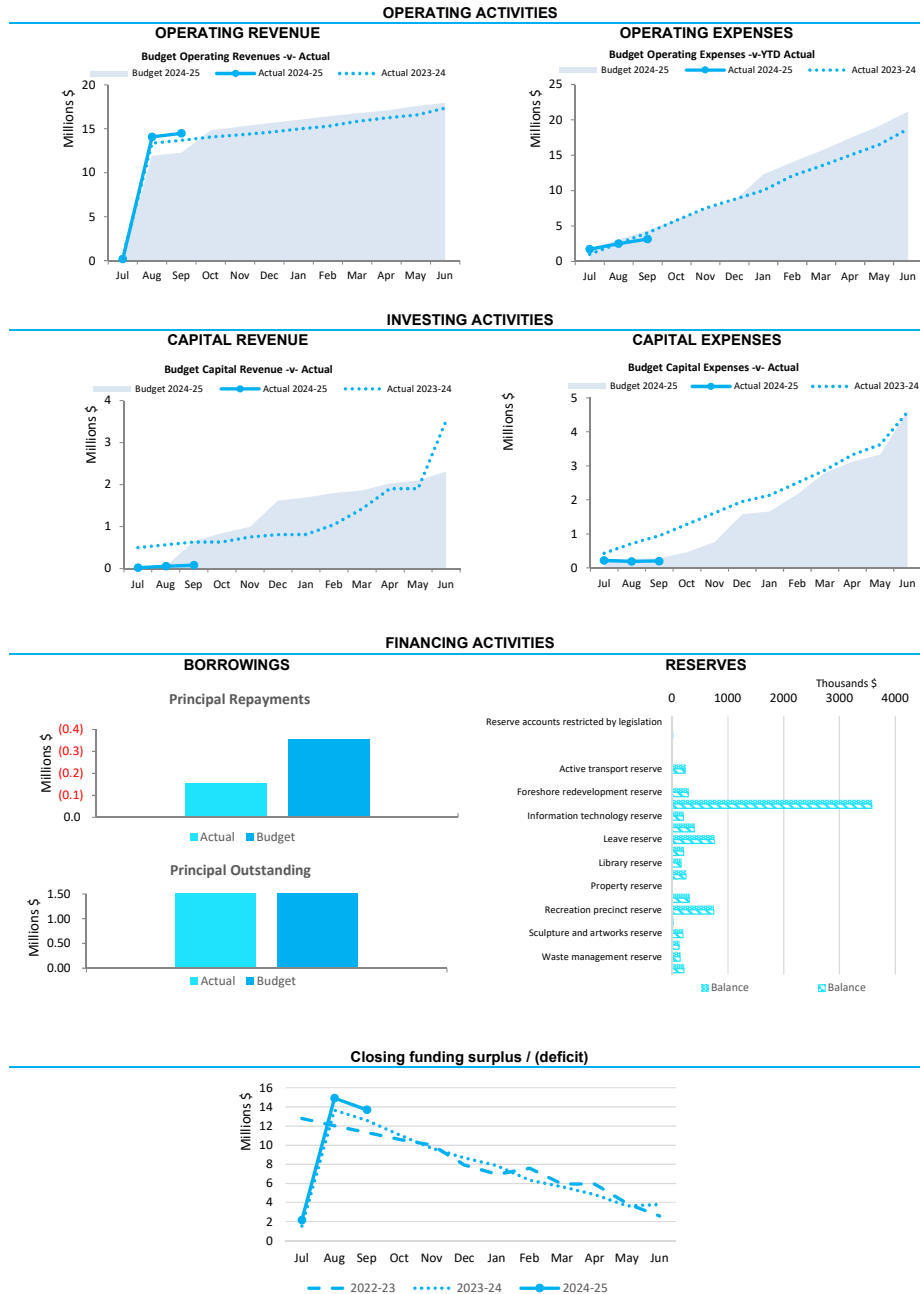 OPERATING ACTIVITIES
OPERATING REVENUE
Budget Operating Revenues -v- Actual
Budget 2024-25 Actual 2024-25 Actual 2023-24
Millions $
20
15
10
5
0
Jul Aug Sep Oct Nov Dec Jan Feb Mar Apr May Jun
OPERATING EXPENSES
Budget Operating Expenses -v-YTD Actual
Budget 2024-25 Actual 2024-25 Actual 2023-24
Millions $
25
20
15
10
5
0
Jul Aug Sep Oct Nov Dec Jan Feb Mar Apr May Jun
INVESTING ACTIVITIES
CAPITAL REVENUE
Budget Capital Revenue -v- Actual
Budget 2024-25 Actual 2024-25 Actual 2023-24
Millions $
4
3
2
1
0
Jul Aug Sep Oct Nov Dec Jan Feb Mar Apr May Jun
CAPITAL EXPENSES
Budget Capital Expenses -v- Actual
Budget 2024-25 Actual 2024-25 Actual 2023-24
Millions $
5
4
3
2
1
0
Jul Aug Sep Oct Nov Dec Jan Feb Mar Apr May Jun
FINANCING ACTIVITIES
BORROWINGS
Principal Repayments
Millions $
(0.4)
(0.3)
(0.2)
(0.1)
0.0
Actual Budget
Principal Outstanding
Millions $
1.50
1.00
0.50
0.00
Actual Budget
RESERVES
Thousands $
0 1000 2000 3000 4000
Reserve accounts restricted by legislation
Active transport reserve
Foreshore redevelopment reserve
Information technology reserve
Leave reserve
Library reserve
Property reserve
Recreation precinct reserve
Sculpture and artworks reserve
Waste management reserve
Balance Balance
Closing funding surplus / (deficit)
Millions $
16
14
12
10
8
6
4
2
0
Jul Aug Sep Oct Nov Dec Jan Feb Mar Apr May Jun
2022-23 2023-24 2024-25